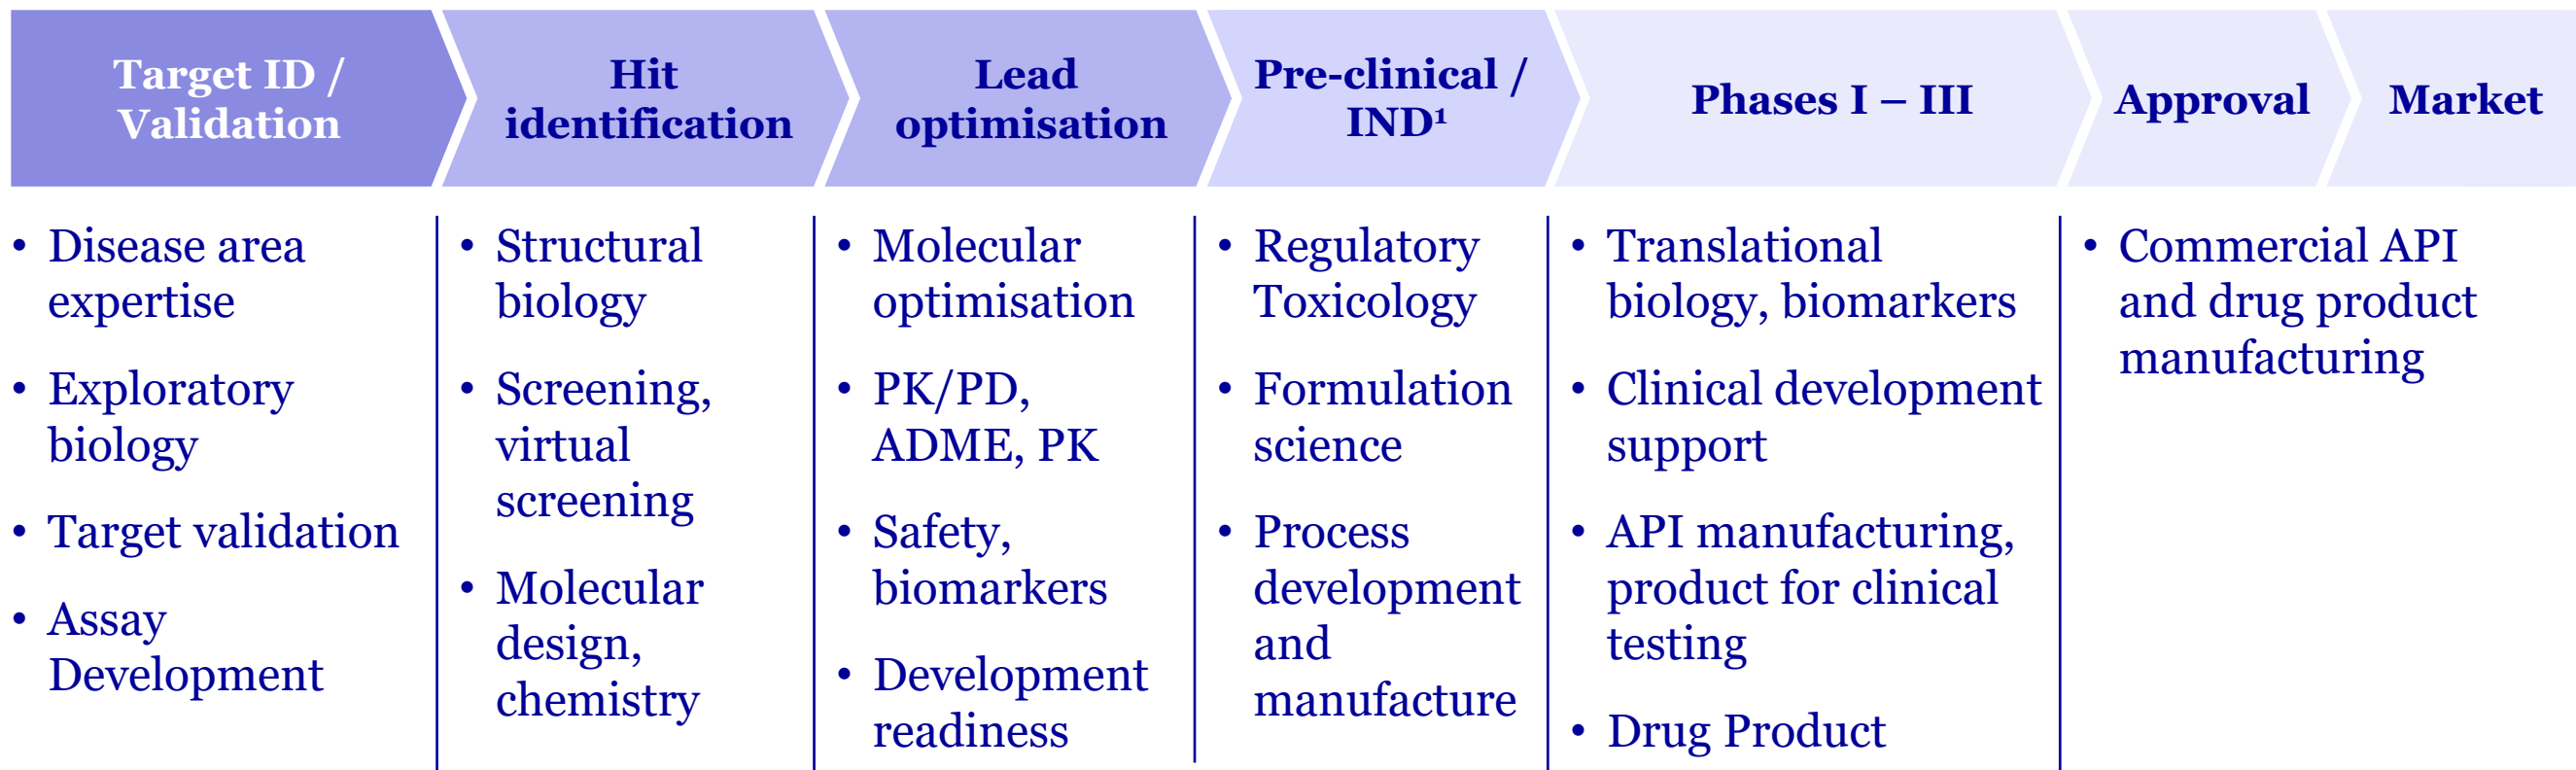 Target ID /
Validation
Hit
identification
Lead
optimisation
Pre-clinical /
IND¹
Phases I – III
Approval
Market
• Disease area
expertise
• Exploratory
biology
• Target validation
• Assay
Development
• Structural
biology
• Screening,
virtual
screening
• Molecular
design,
chemistry
• Molecular
optimisation
• PK/PD,
ADME, PK
• Safety,
biomarkers
• Development
readiness
• Regulatory
Toxicology
• Formulation
science
• Process
development
and
manufacture
• Translational
biology, biomarkers
• Clinical development
support
• API manufacturing,
product for clinical
testing
• Drug Product
• Commercial API
and drug product
manufacturing